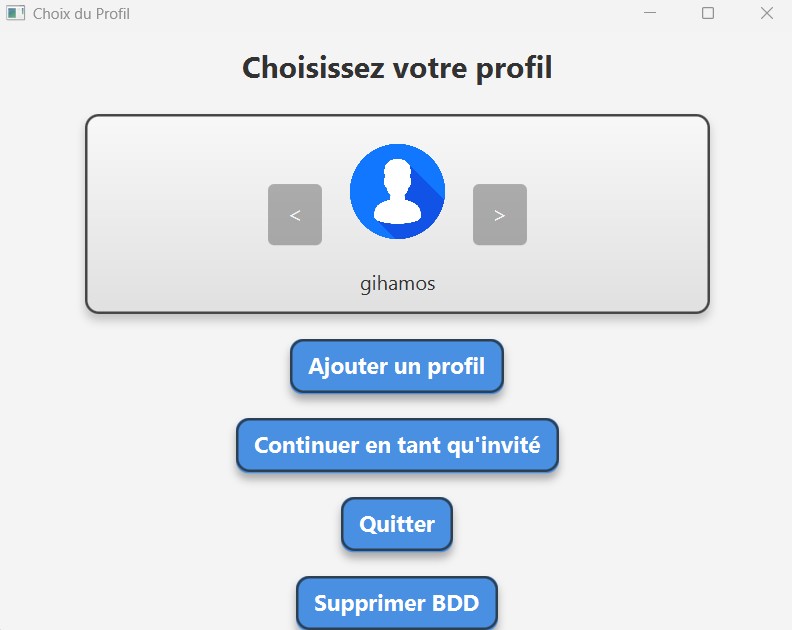 Choix du Profil
Choisissez votre profil
< >
gihamos
Ajouter un profil
Continuer en tant qu'invité
Quitter
Supprimer BDD